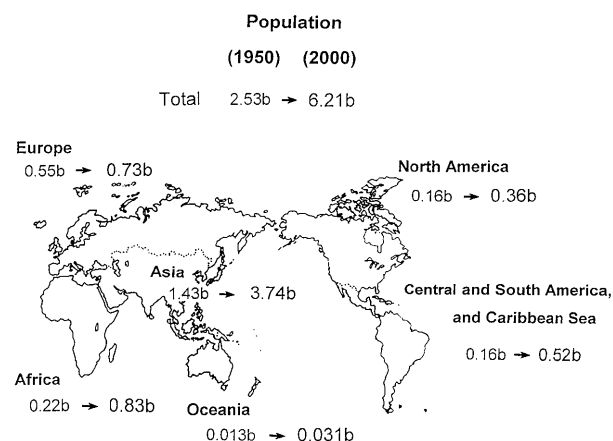 Population
(1950) (2000)
Total 2.53b → 6.21b
Europe
0.55b → 0.73b
North America
0.16b → 0.36b
Asia
1.43b → 3.74b
Central and South America,
and Caribbean Sea
0.16b → 0.52b
Africa
0.22b → 0.83b
Oceania
0.013b → 0.031b